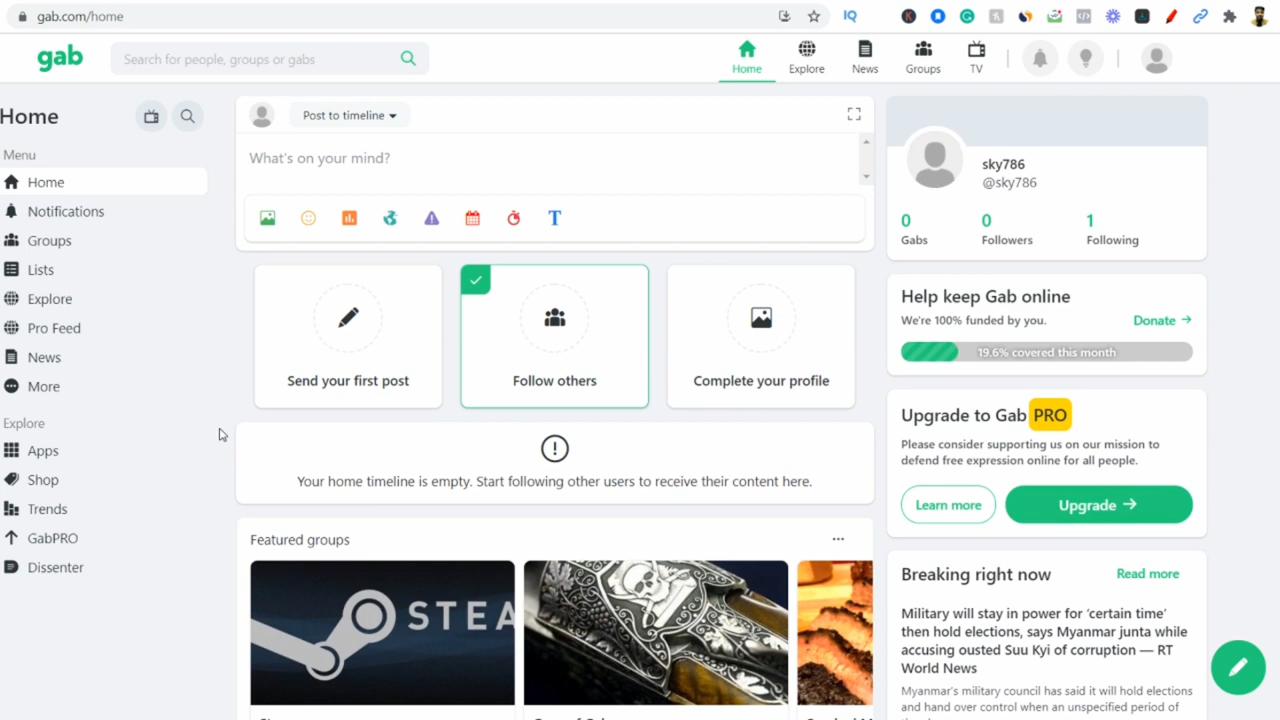 gab.com/home
IQ
gab
Search for people, groups or gabs
Home
Explore
News
Groups
TV
Home
Menu
Home
Notifications
Groups
Lists
Explore
Pro Feed
News
More
Explore
Apps
Shop
Trends
GabPRO
Dissenter
Post to timeline
What's on your mind?
T
Send your first post
Follow others
Complete your profile
Your home timeline is empty. Start following other users to receive their content here.
Featured groups
STEA
sky786
@sky786
0
0
1
Gabs
Followers
Following
Help keep Gab online
We're 100% funded by you.
Donate →
19.6% covered this month
Upgrade to Gab PRO
Please consider supporting us on our mission to
defend free expression online for all people.
Learn more
Upgrade →
Breaking right now
Read more
Military will stay in power for ‘certain time’
then hold elections, says Myanmar junta while
accusing ousted Suu Kyi of corruption — RT
World News
Myanmar's military council has said it will hold elections
and hand over control when an unspecified period of